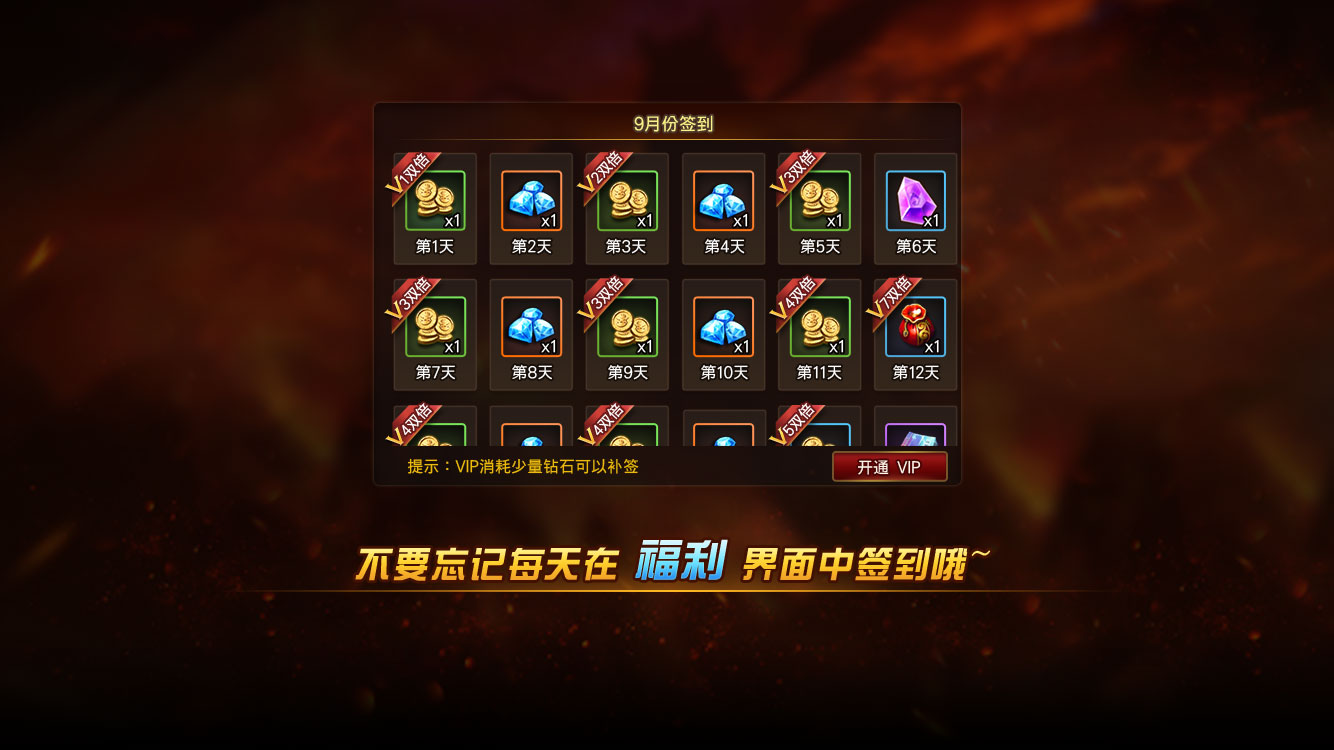 9月份签到
V1双倍 V2双倍 V3双倍
x1 x1 x1 x1 x1 x1
第1天 第2天 第3天 第4天 第5天 第6天
V3双倍 V3双倍 V4双倍 V7双倍
x1 x1 x1 x1 x1 x1
第7天 第8天 第9天 第10天 第11天 第12天
V4双倍 V4双倍 V5双倍
提示：VIP消耗少量钻石可以补签 开通 VIP
不要忘记每天在 福利 界面中签到哦~